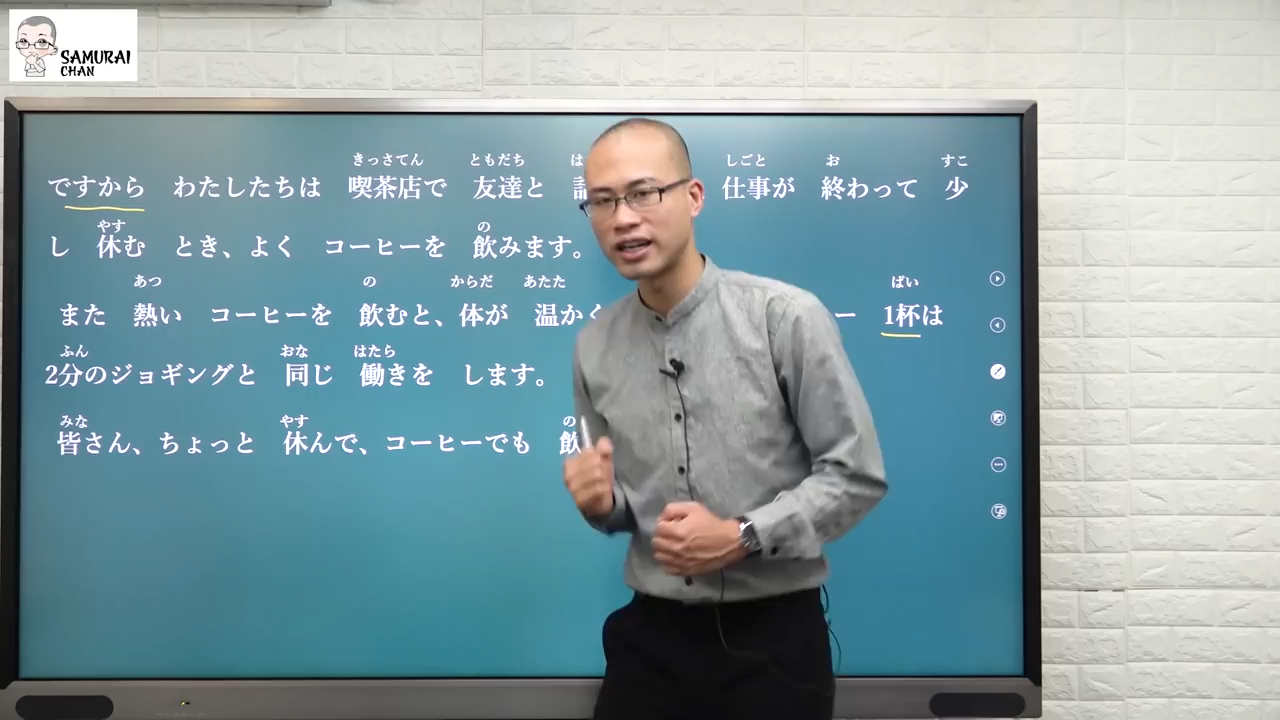 SAMURAI
CHAN
きっさてん ともだち しごと お すこ
ですから わたしたちは 喫茶店で 友達と 仕事が 終わって 少
やす の
し 休む とき、よく コーヒーを 飲みます。
あつ の からだ あたた ばい
また 熱い コーヒーを 飲むと、体が 温かく ー 1杯は
ふん おな はたら
2分のジョギングと 同じ 働きを します。
みな やす の
皆さん、ちょっと 休んで、コーヒーでも 飲